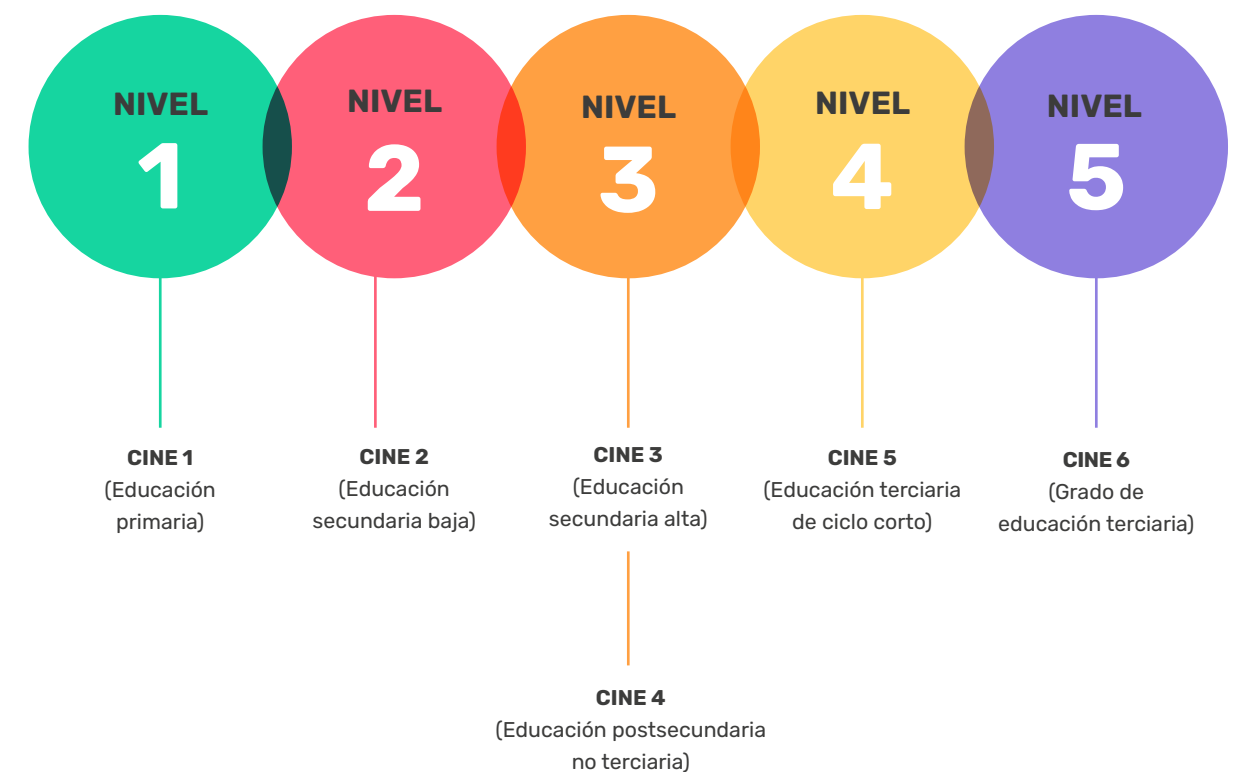 NIVEL
1
NIVEL
2
NIVEL
3
NIVEL
4
NIVEL
5
CINE 1
(Educación
primaria)
CINE 2
(Educación
secundaria baja)
CINE 3
(Educación
secundaria alta)
CINE 4
(Educación postsecundaria
no terciaria)
CINE 5
(Educación terciaria
de ciclo corto)
CINE 6
(Grado de
educación terciaria)